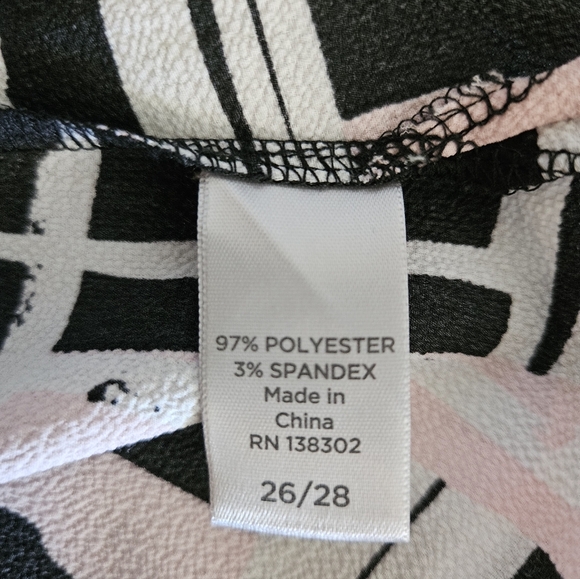 97% POLYESTER
3% SPANDEX
Made in
China
RN 138302
26/28